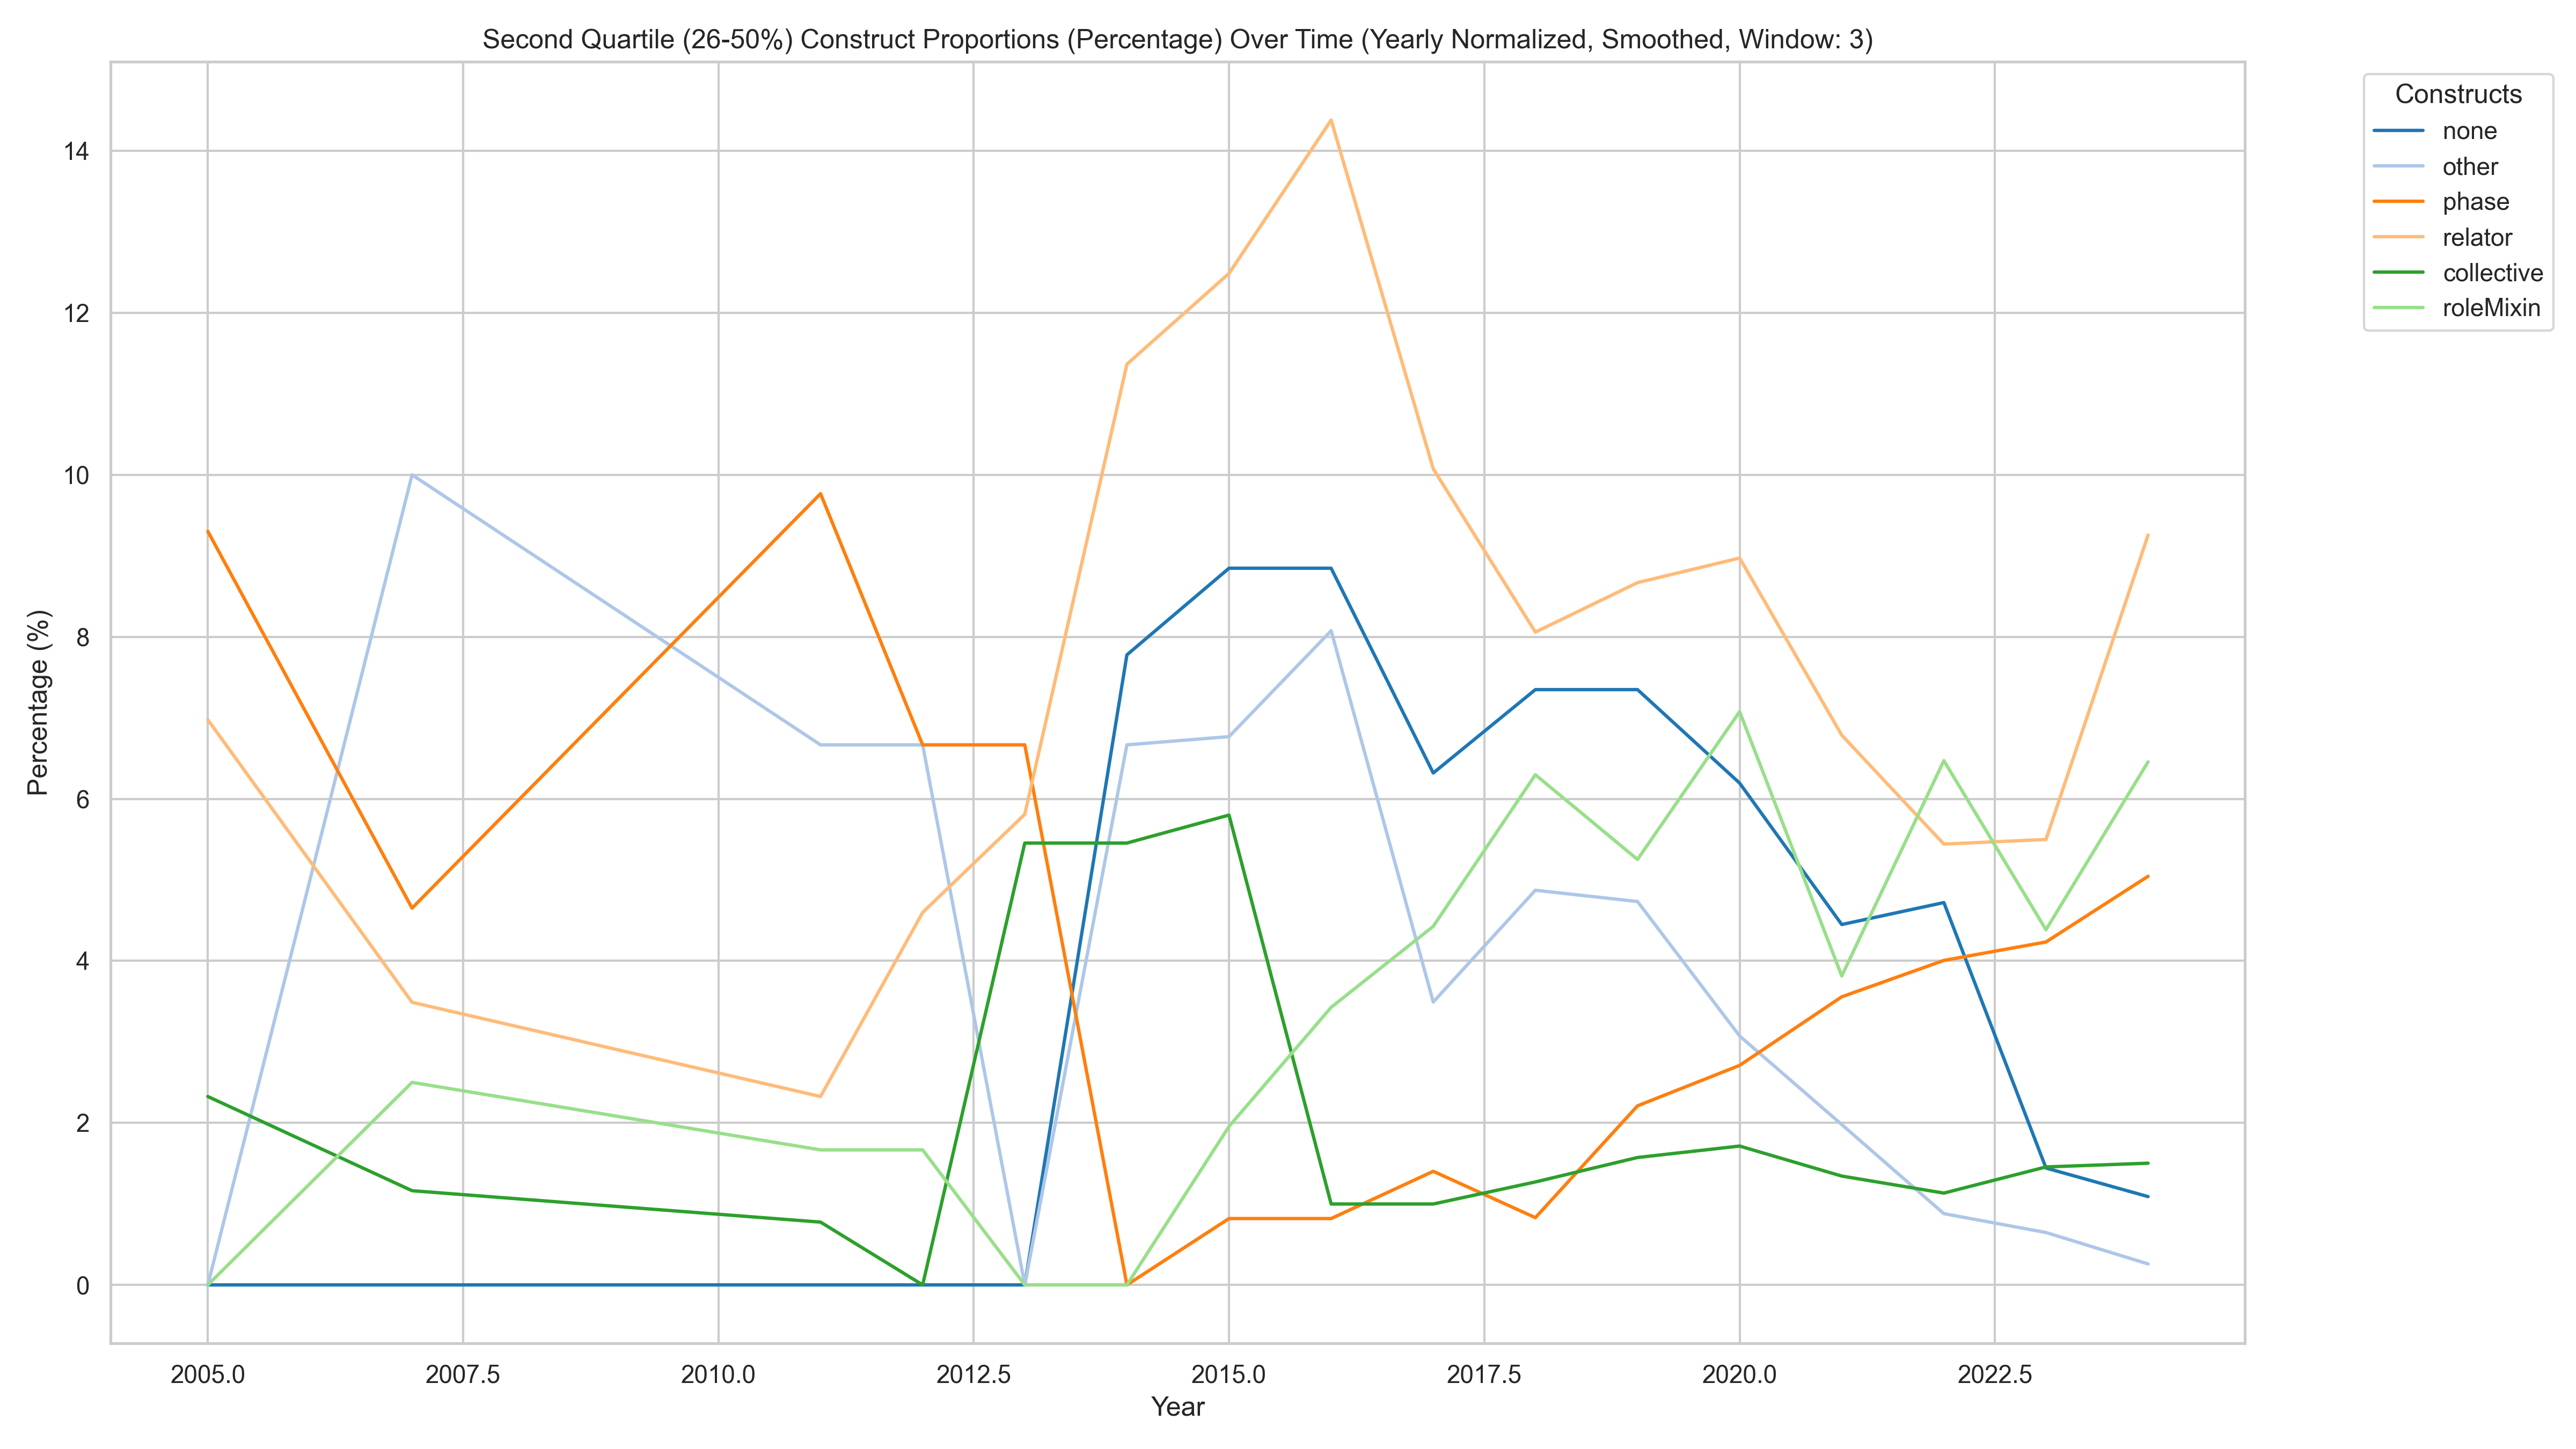 Second Quartile (26-50%) Construct Proportions (Percentage) Over Time (Yearly Normalized, Smoothed, Window: 3)
Constructs
none
other
phase
relator
collective
roleMixin
Percentage (%)
14
12
10
8
6
4
2
0
2005.0 2007.5 2010.0 2012.5 2015.0 2017.5 2020.0 2022.5
Year